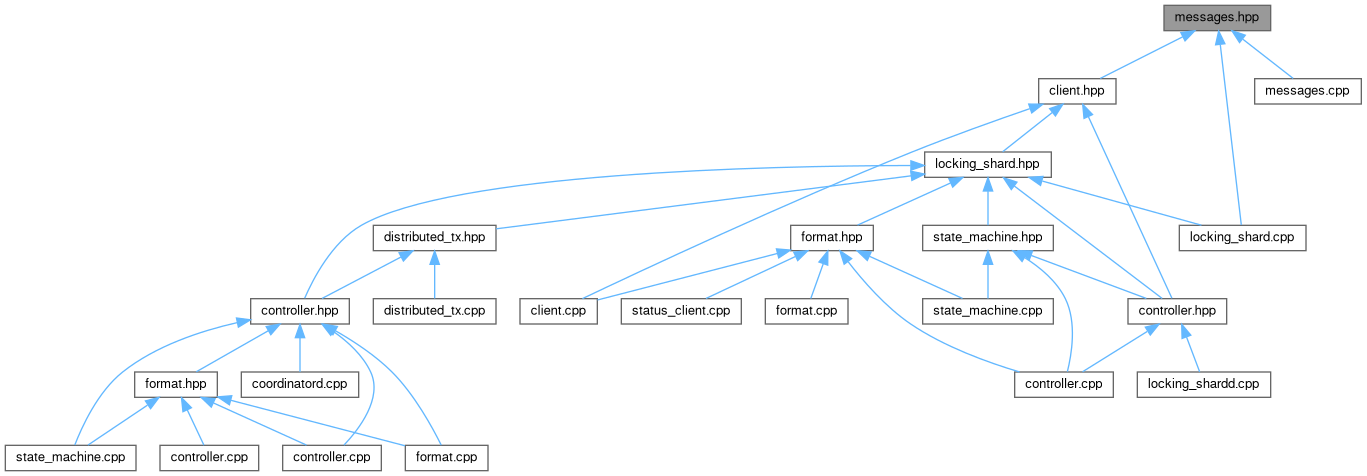 messages.hpp
client.hpp
messages.cpp
locking_shard.hpp
distributed_tx.hpp
format.hpp
state_machine.hpp
locking_shard.cpp
controller.hpp
distributed_tx.cpp
client.cpp
status_client.cpp
format.cpp
state_machine.cpp
controller.hpp
format.hpp
coordinatord.cpp
controller.cpp
locking_shardd.cpp
state_machine.cpp
controller.cpp
controller.cpp
format.cpp